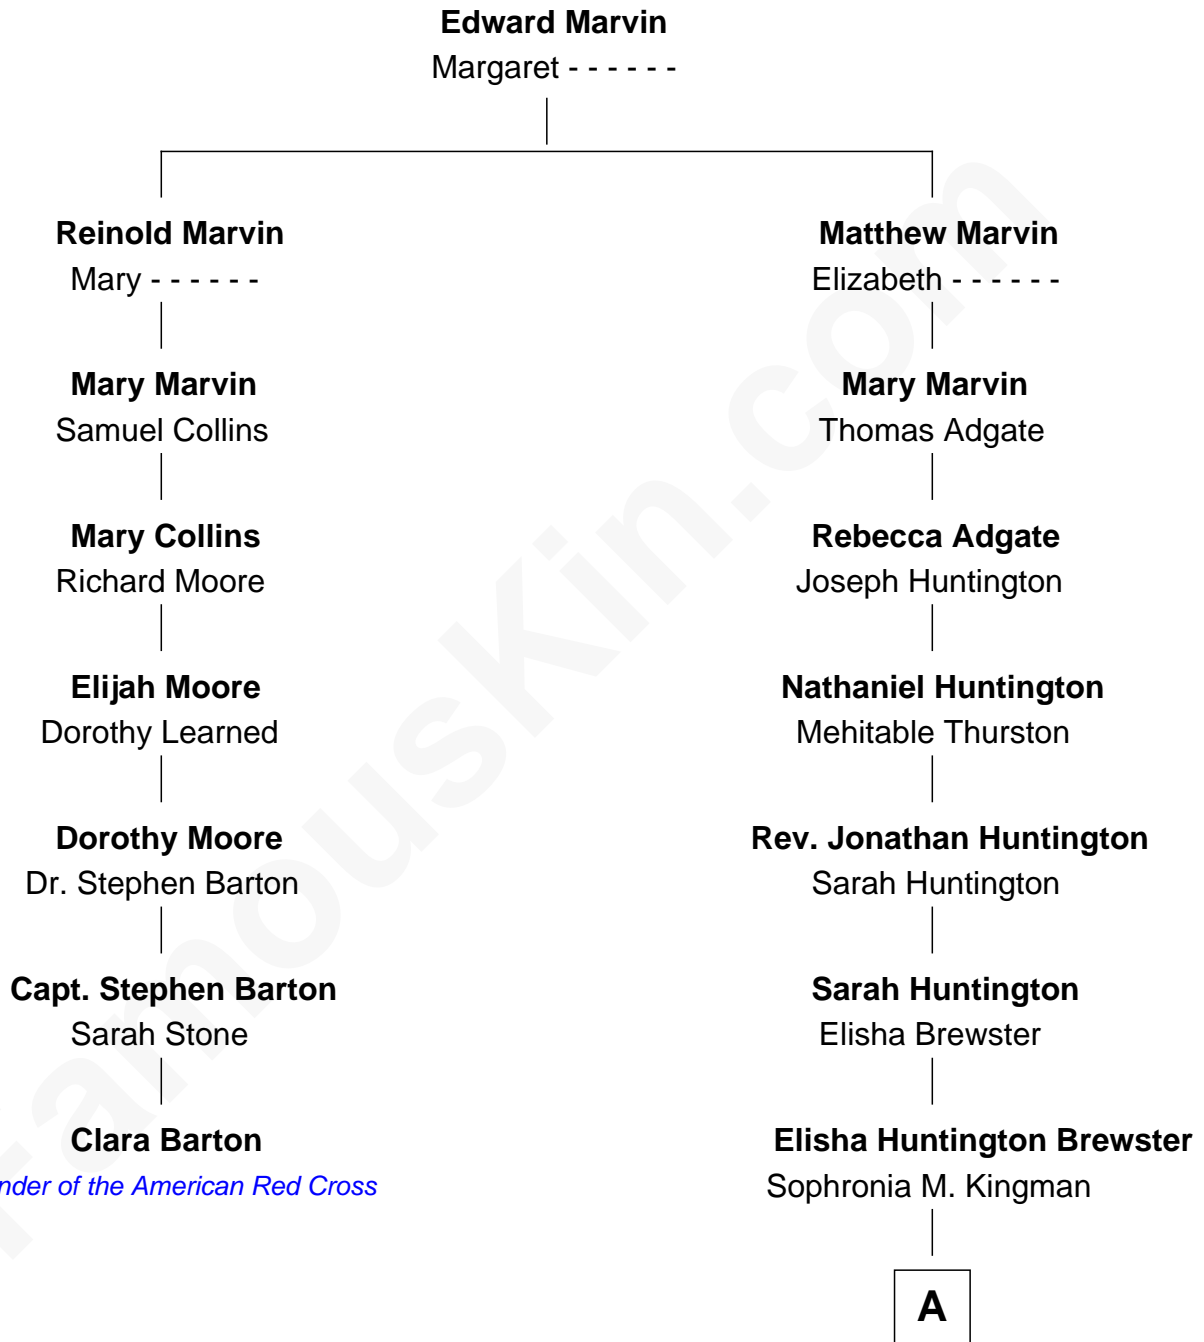 Edward Marvin
Margaret - - - - - -
Reinold Marvin
Mary - - - - - -
Matthew Marvin
Elizabeth - - - - - -
Mary Marvin
Samuel Collins
Mary Marvin
Thomas Adgate
Mary Collins
Richard Moore
Rebecca Adgate
Joseph Huntington
Elijah Moore
Dorothy Learned
Nathaniel Huntington
Mehitable Thurston
Dorothy Moore
Dr. Stephen Barton
Rev. Jonathan Huntington
Sarah Huntington
Capt. Stephen Barton
Sarah Stone
Sarah Huntington
Elisha Brewster
Clara Barton
nder of the American Red Cross
Elisha Huntington Brewster
Sophronia M. Kingman
A
FamousKin.com